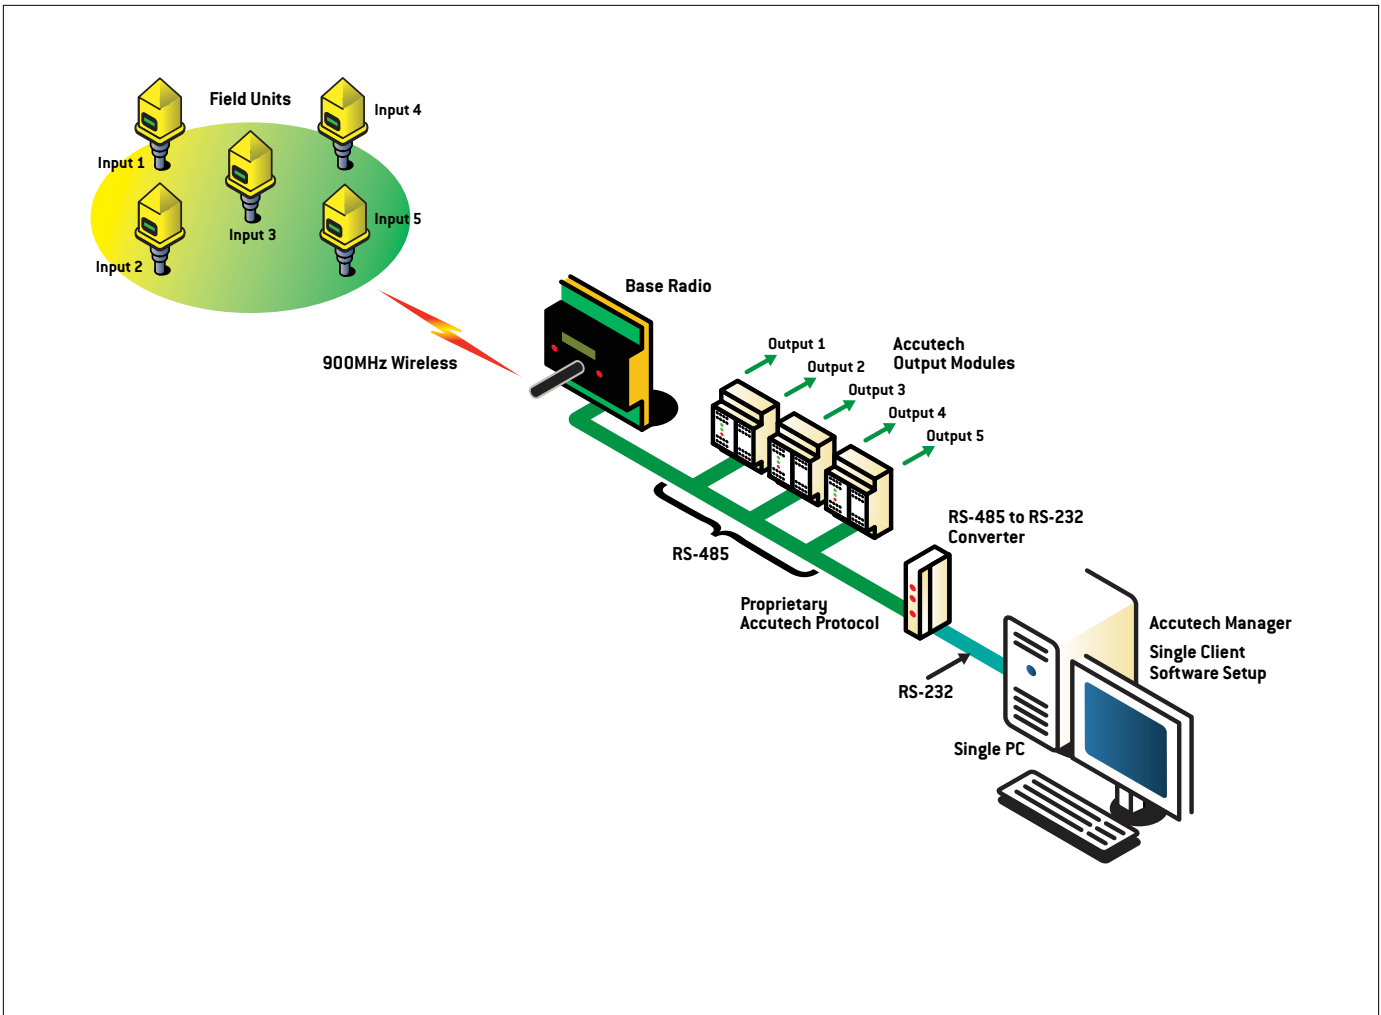 Field Units
Input 4
Input 1
Input 5
Input 3
Input 2
Base Radio
900MHz Wireless
Output 1
Accutech
Output Modules
Output 2
Output 3
Output 4
Output 5
RS-485 to RS-232
Converter
RS-485
Proprietary
Accutech Protocol
Accutech Manager
Single Client
Software Setup
RS-232
Single PC